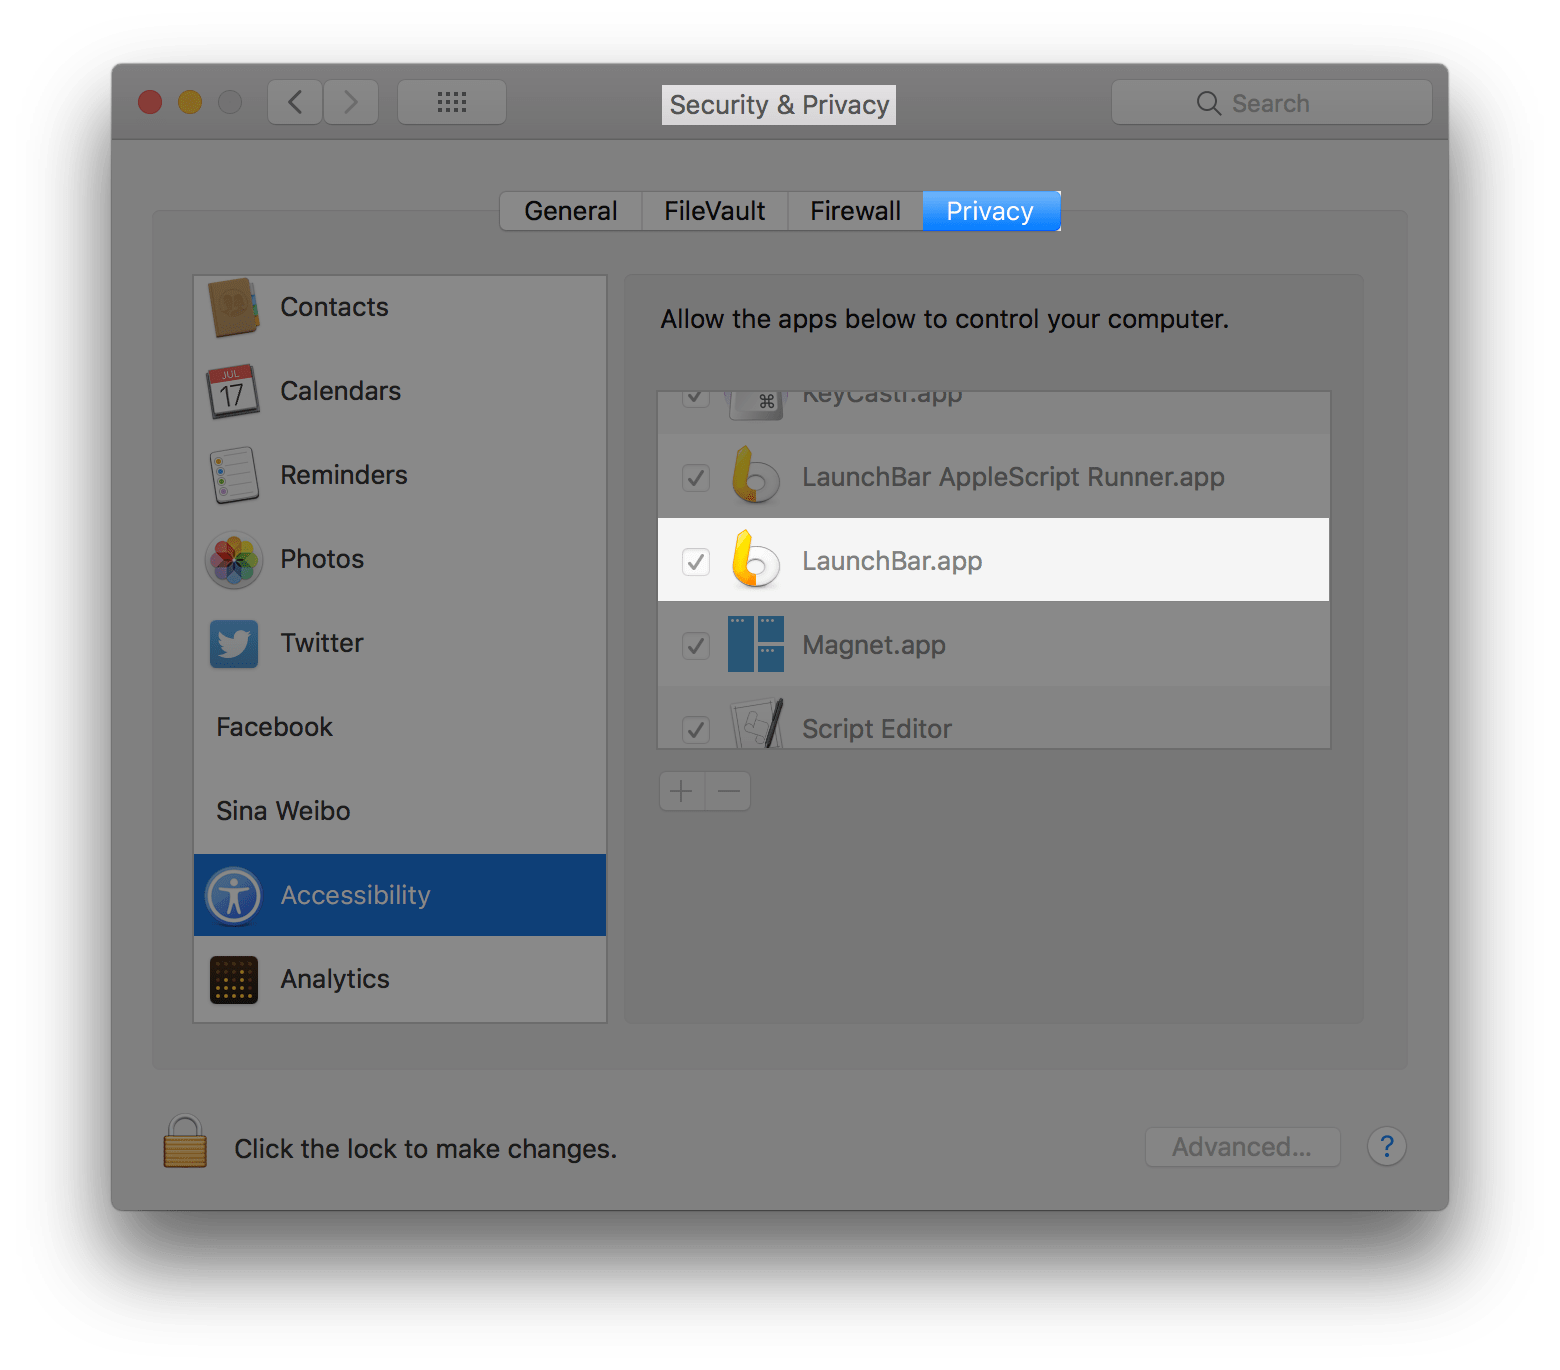 Security & Privacy
Search
General
FileVault
Firewall
Privacy
Contacts
JUL
17
Calendars
Reminders
Photos
Twitter
Facebook
Sina Weibo
Accessibility
Analytics
Allow the apps below to control your computer.
⌘
KeyCastr.app
LaunchBar AppleScript Runner.app
LaunchBar.app
Magnet.app
Script Editor
Click the lock to make changes.
Advanced...
?